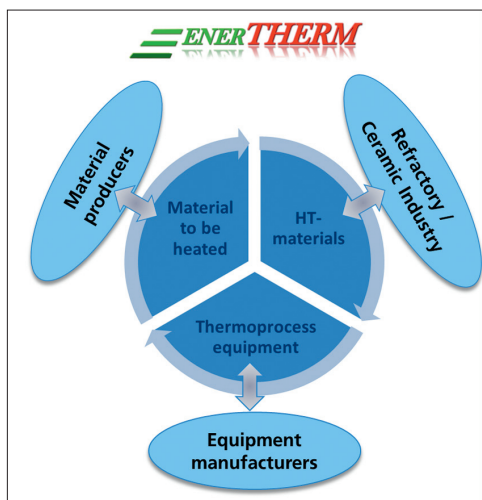 ENERTHERM
Material
producers
Refractory /
Ceramic Industry
Material
to be
heated
HT-
materials
Thermoprocess
equipment
Equipment
manufacturers